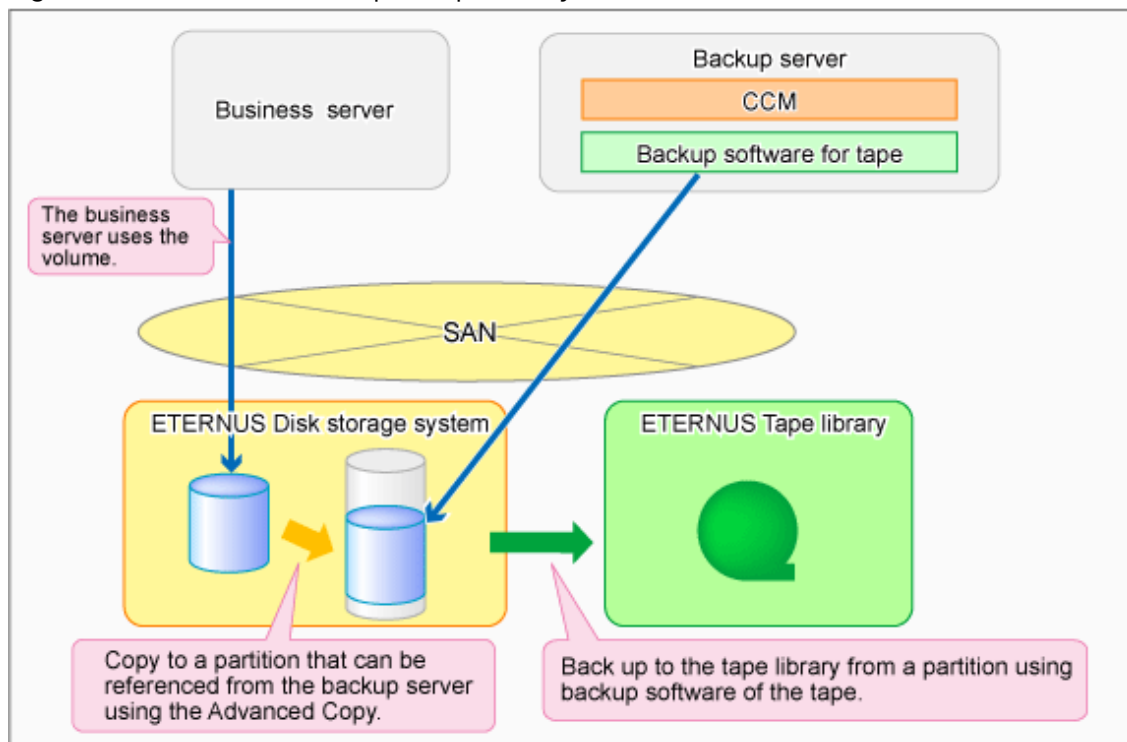 Business server
Backup server
CCM
Backup software for tape
The business
server uses the
volume.
SAN
ETERNUS Disk storage system
ETERNUS Tape library
Copy to a partition that can be
referenced from the backup server
using the Advanced Copy.
Back up to the tape library from a partition using
backup software of the tape.